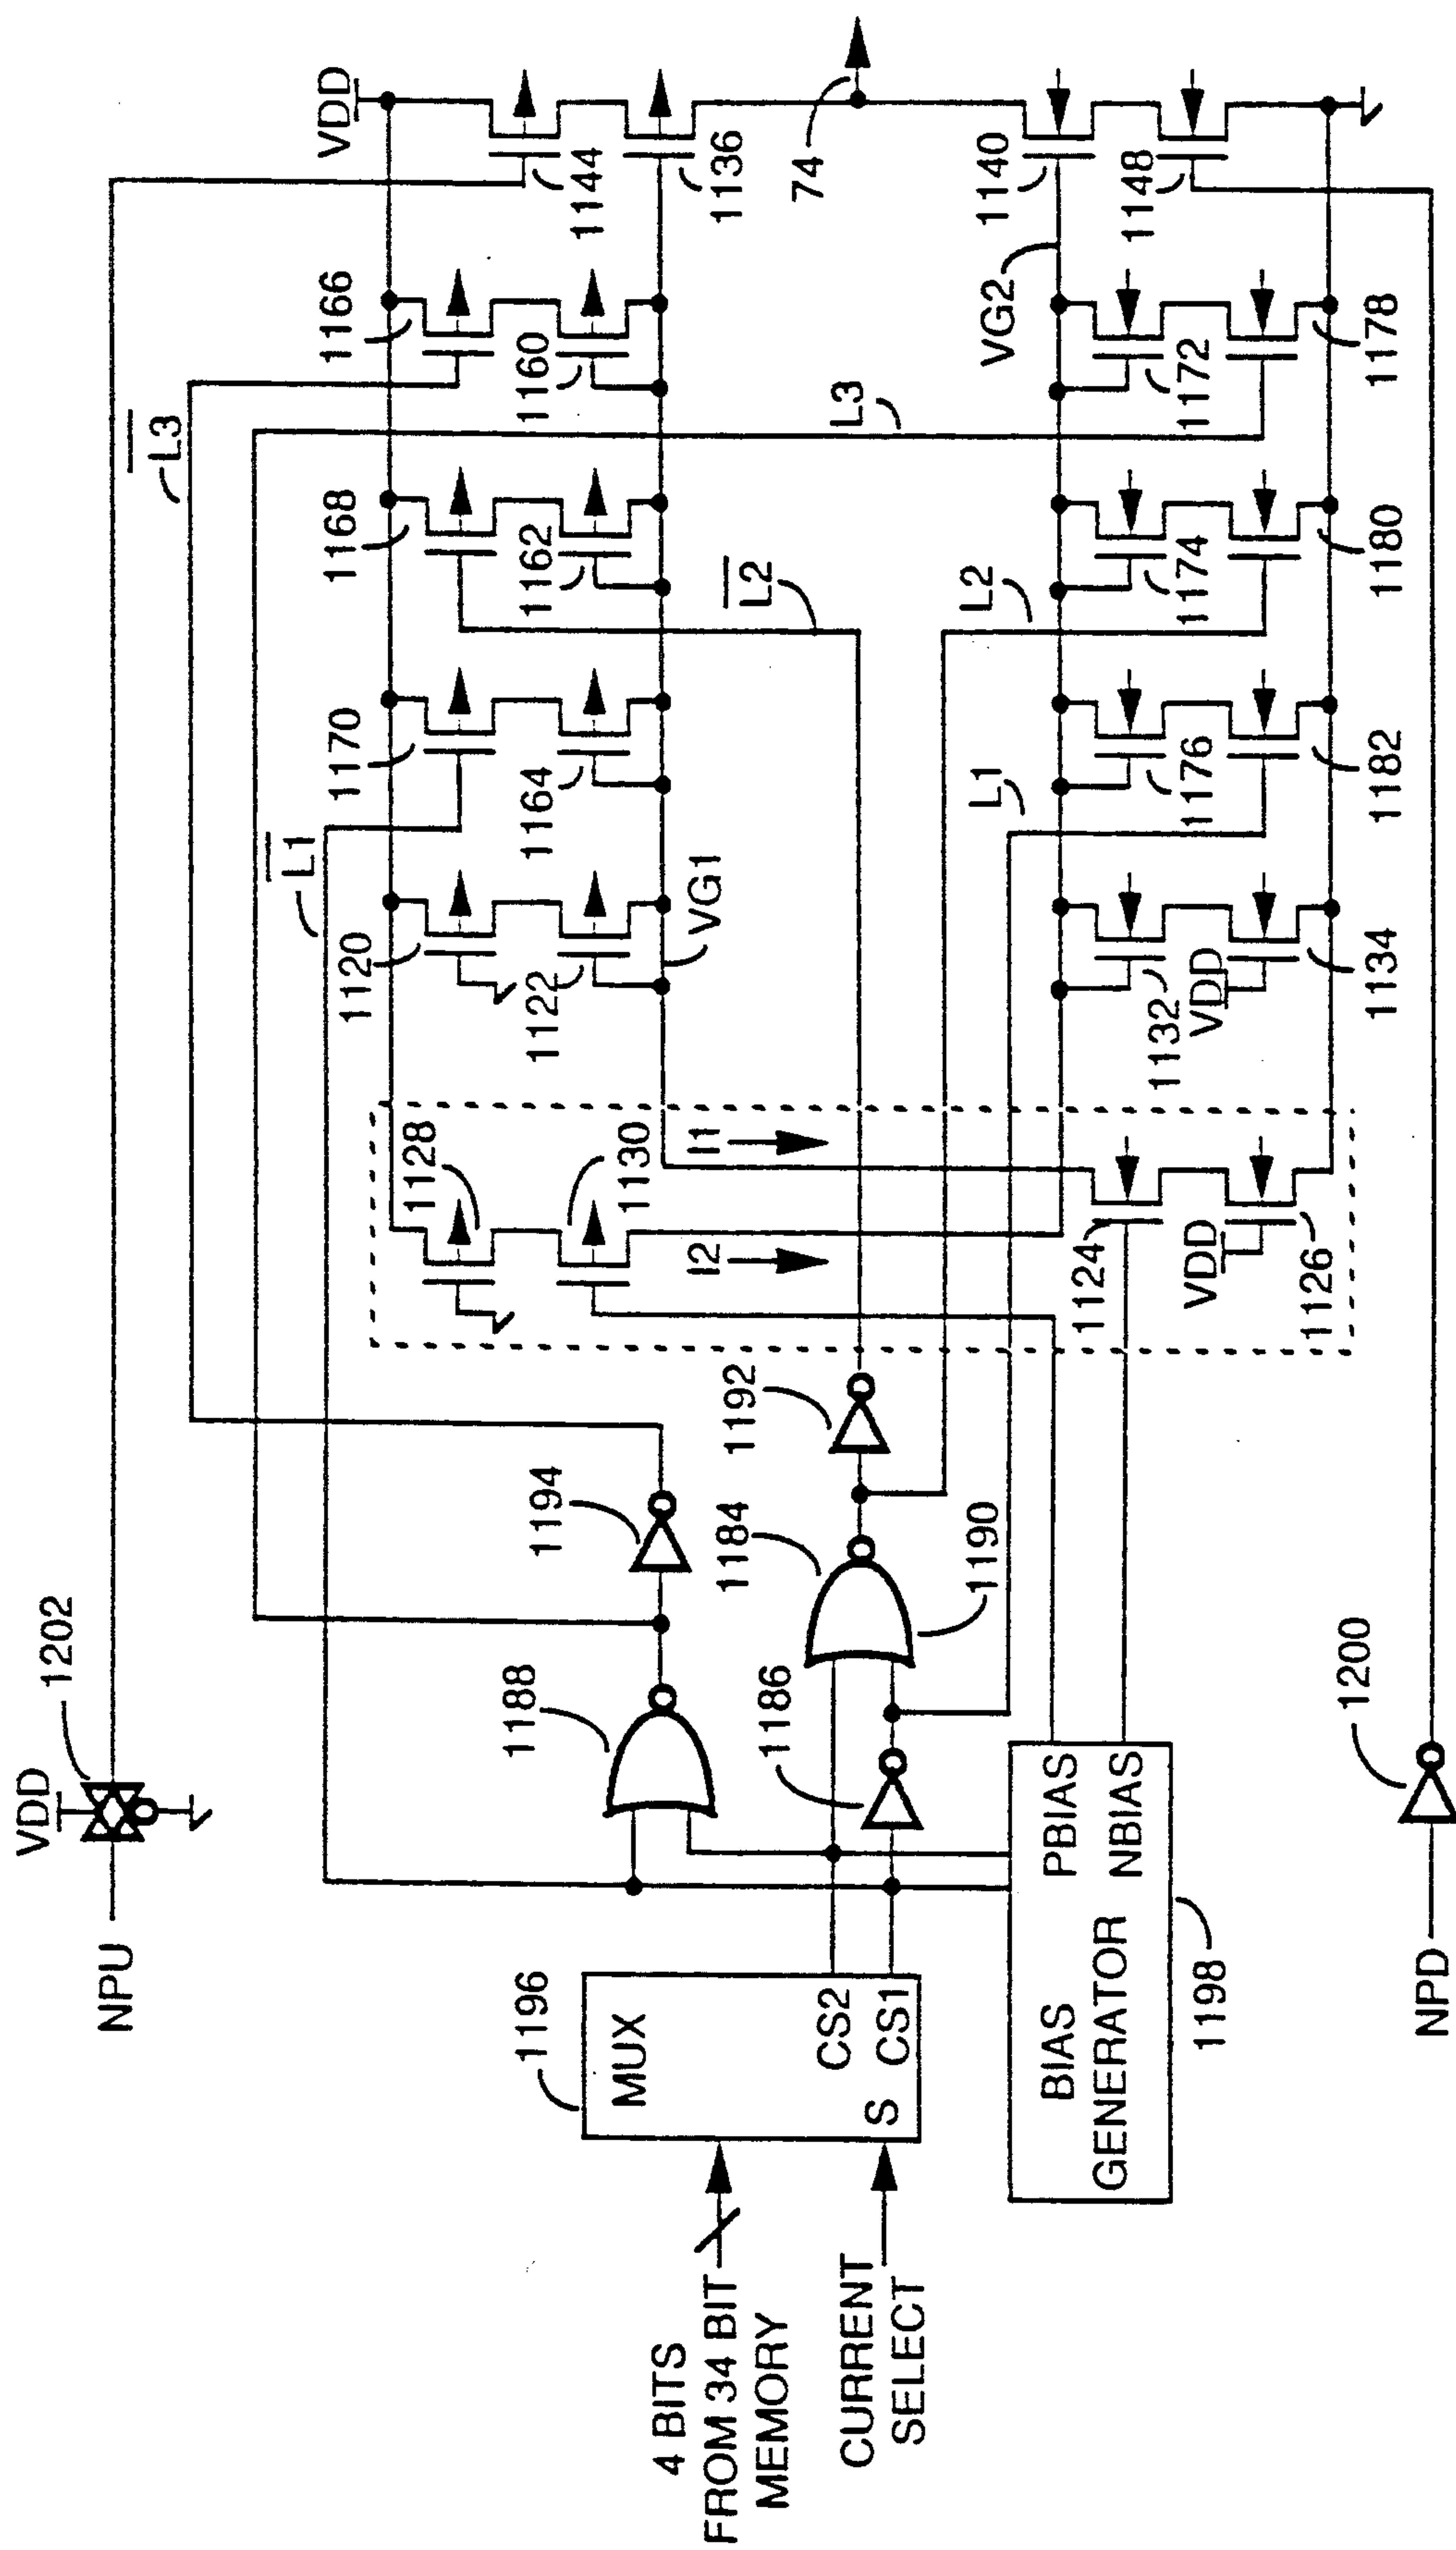 NPU
VDD
1202
L3
L1
VDD
1166
1168
1170
1120
1144
1136
1160
1162
1164
1122
VG1
1128
1130
I1
I2
L2
L3
74
VG2
L2
L1
1140
1148
1172
1174
1176
1132
VDD
1178
1180
1182
1134
1124
VDD
1126
1192
1194
1184
1190
1188
1186
1196
MUX
CS2
CS1
S
4 BITS
FROM 34 BIT
MEMORY
CURRENT
SELECT
PBIAS
NBIAS
BIAS
GENERATOR
1198
1200
NPD